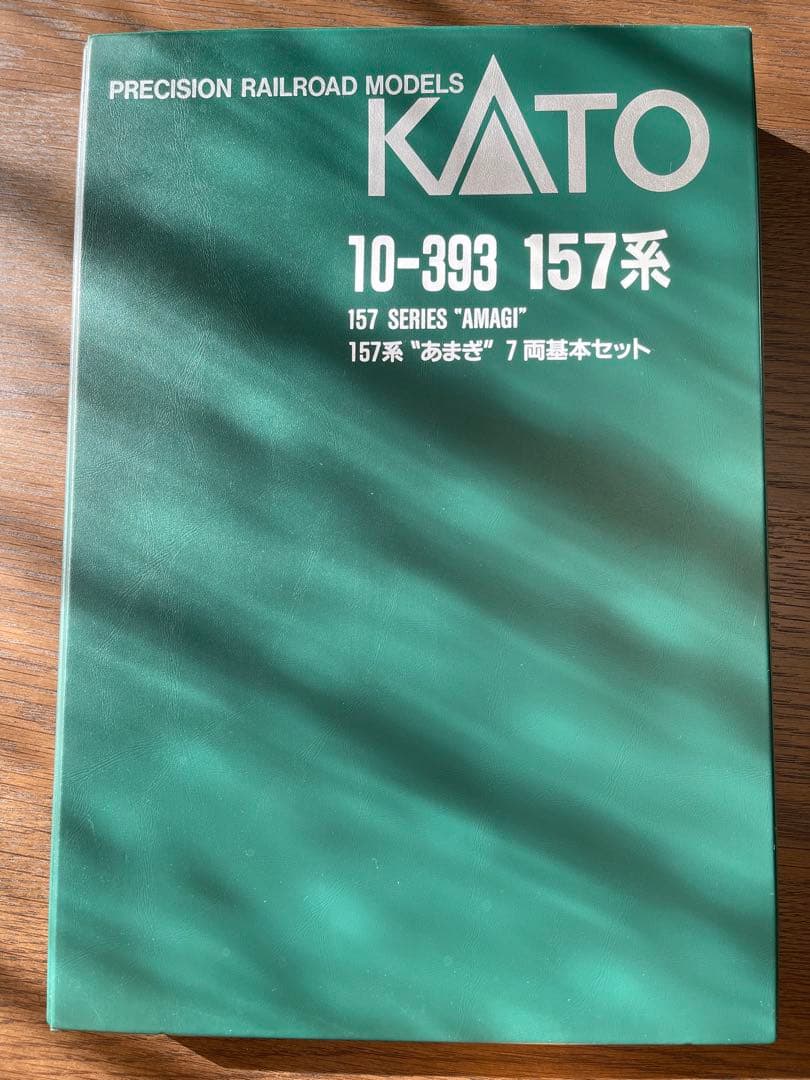 PRECISION RAILROAD MODELS
KATO
10-393 157系
157 SERIES "AMAGI"
157系 "あまぎ" 7両基本セット